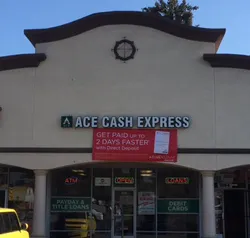 ACE CASH EXPRESS
GET PAID UP TO
2 DAYS FASTER*
with Direct Deposit
ATM
OPEN
LOANS
PAYDAY &
TITLE LOANS
DEBIT
CARDS